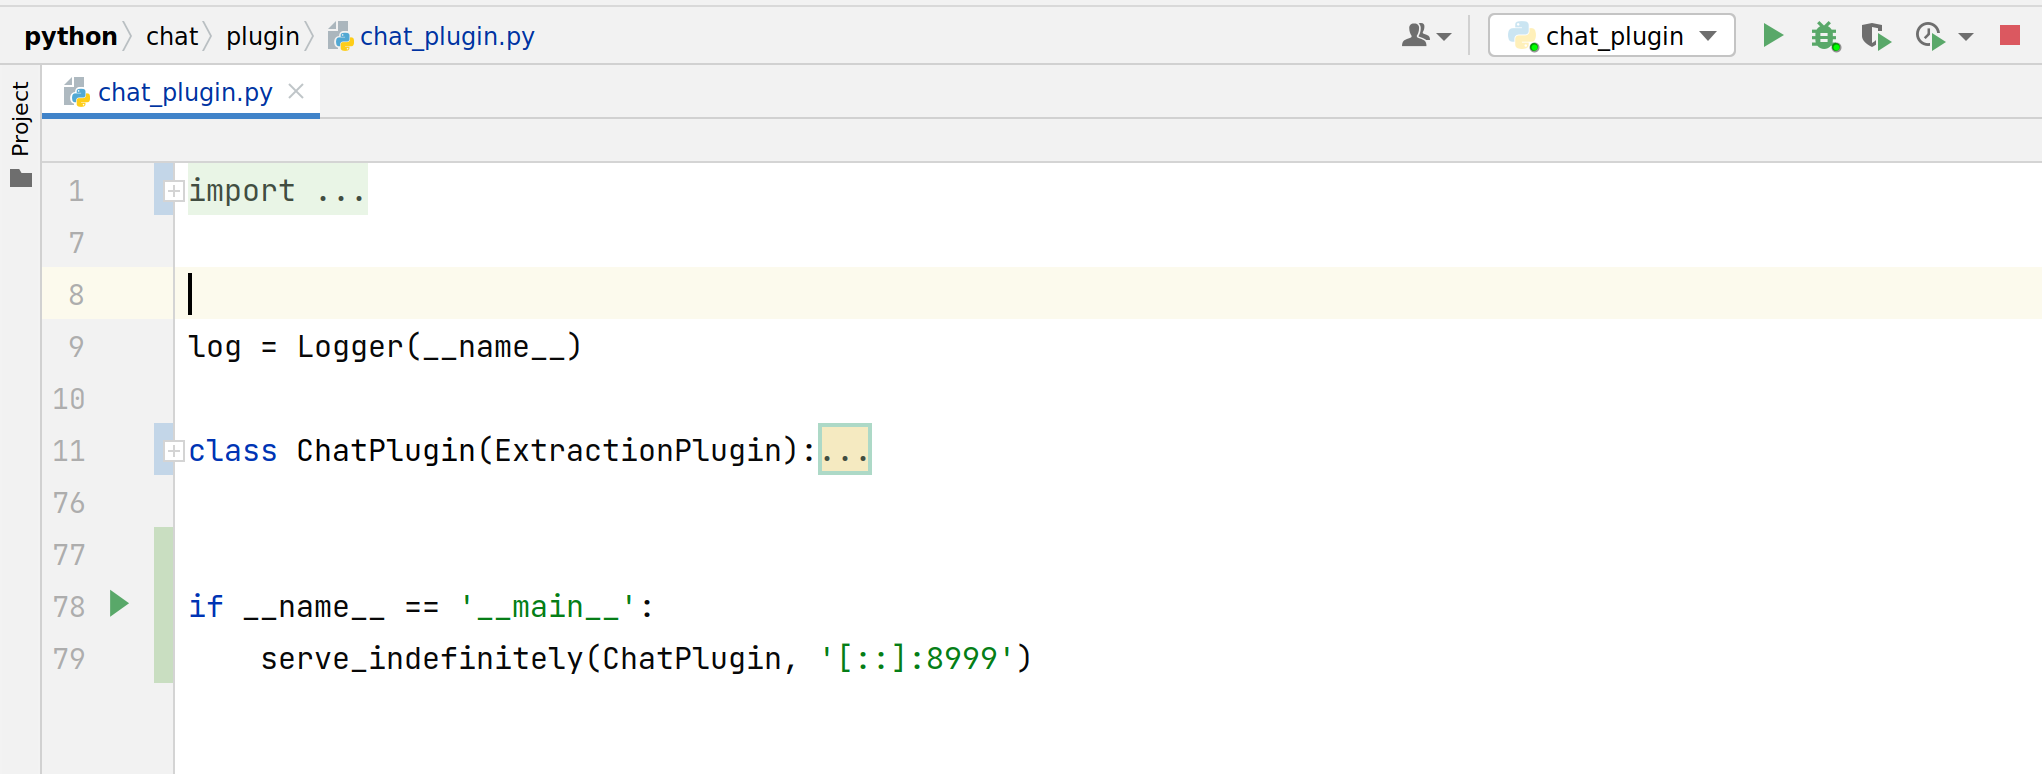 python chat plugin chat_plugin.py chat_plugin
chat_plugin.py
Project
1 import ...
7
8
9 log = Logger(__name__)
10
11 class ChatPlugin(ExtractionPlugin):...
76
77
78 if __name__ == '__main__':
79 serve_indefinitely(ChatPlugin, '[::]:8999')